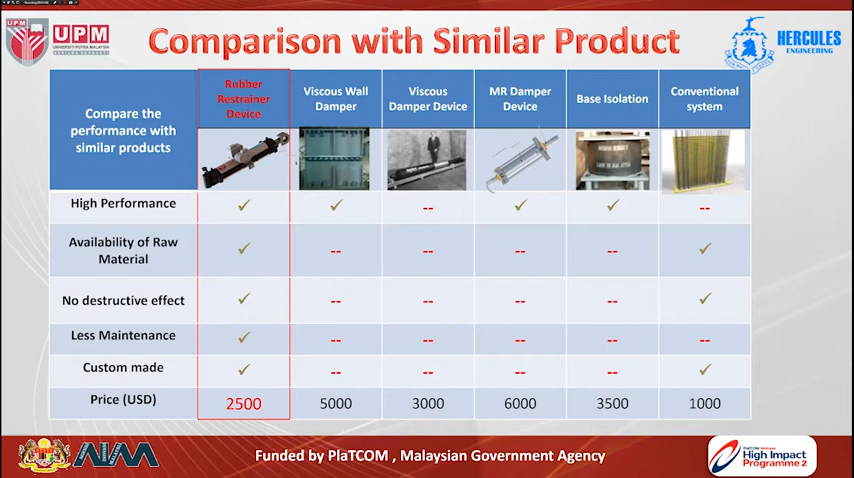 UPM
UPM
UNIVERSITI PUTRA MALAYSIA
Comparison with Similar Product
HERCULES
ENGINEERING
Compare the
performance with
similar products
Rubber
Restrainer
Device
Viscous Wall
Damper
Viscous
Damper Device
MR Damper
Device
Base Isolation
Conventional
system
High Performance ✓ ✓ -- ✓ ✓ --
Availability of Raw
Material ✓ -- -- -- -- ✓
No destructive effect ✓ -- -- -- -- ✓
Less Maintenance ✓ -- -- -- -- --
Custom made ✓ -- -- -- -- ✓
Price (USD) 2500 5000 3000 6000 3500 1000
AIM
Funded by PlaTCOM , Malaysian Government Agency
High Impact
Programme 2